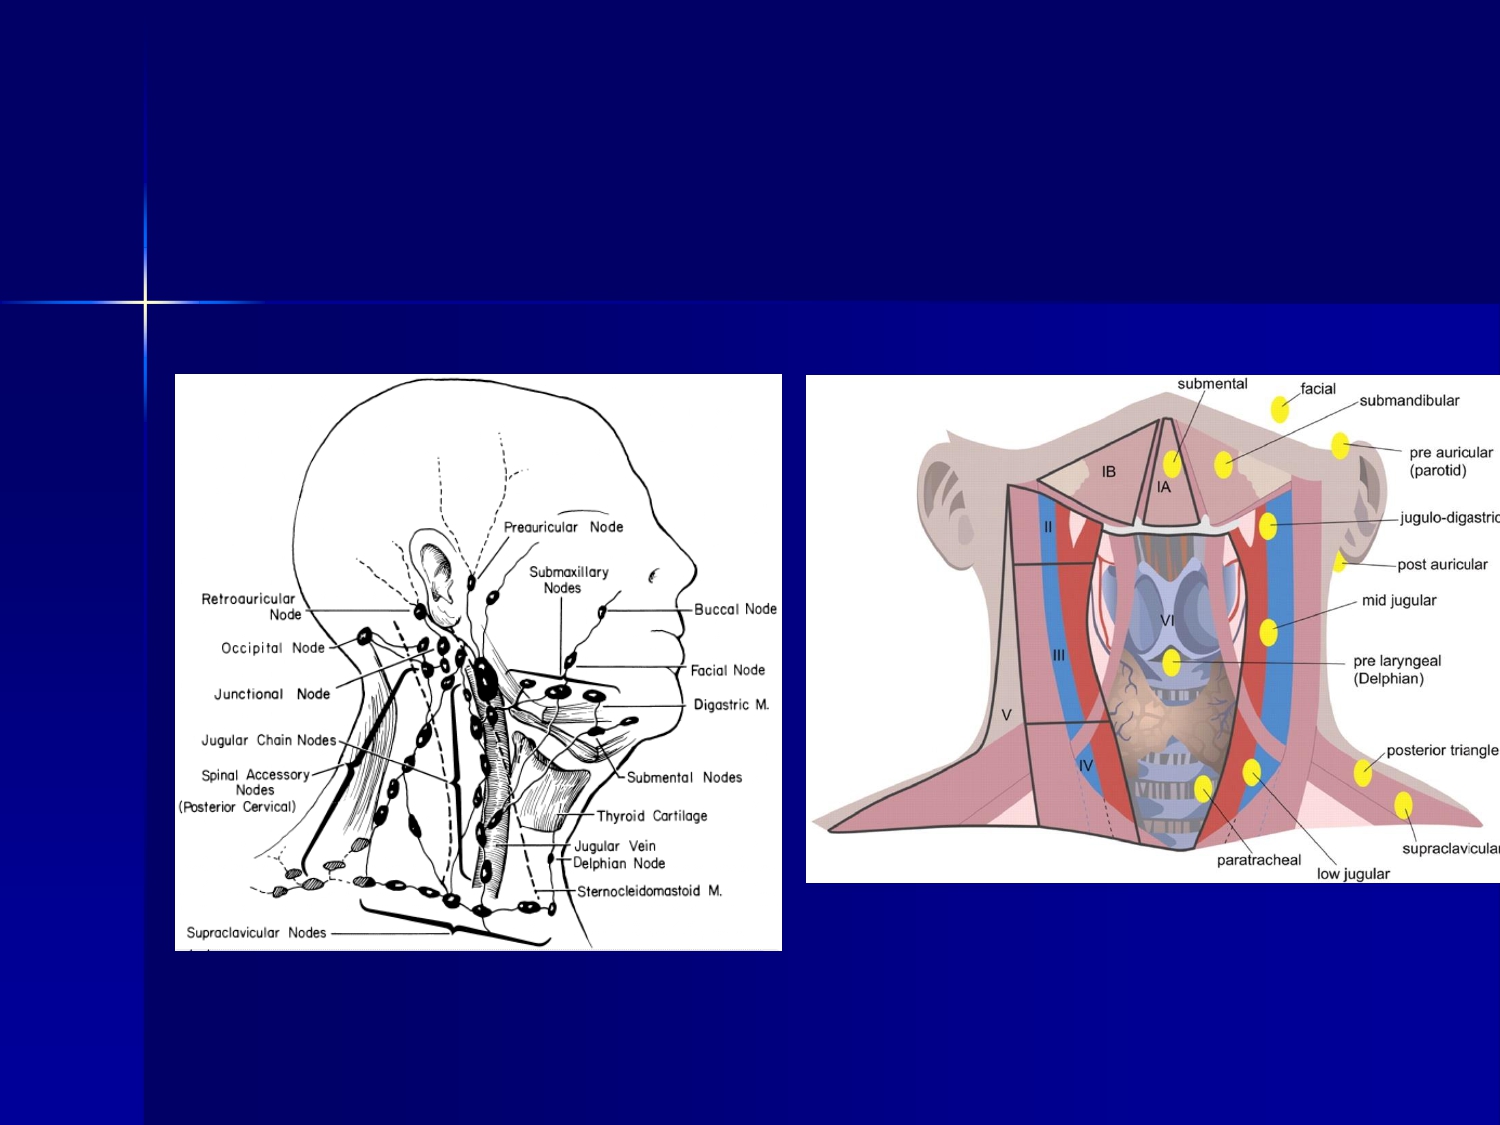 Preauricular Node
Submaxillary
Nodes
Retroauricular
Node
Buccal Node
Occipital Node
Facial Node
Junctional Node
Digastric M.
Jugular Chain Nodes
Spinal Accessory
Nodes
(Posterior Cervical)
Submental Nodes
Thyroid Cartilage
Jugular Vein
Delphian Node
Sternocleidomastoid M.
Supraclavicular Nodes
submental
facial
submandibular
pre auricular
(parotid)
IB
IA
II
jugulo-digastric
post auricular
mid jugular
VI
III
pre laryngeal
(Delphian)
V
IV
posterior triangle
supraclavicular
paratracheal
low jugular